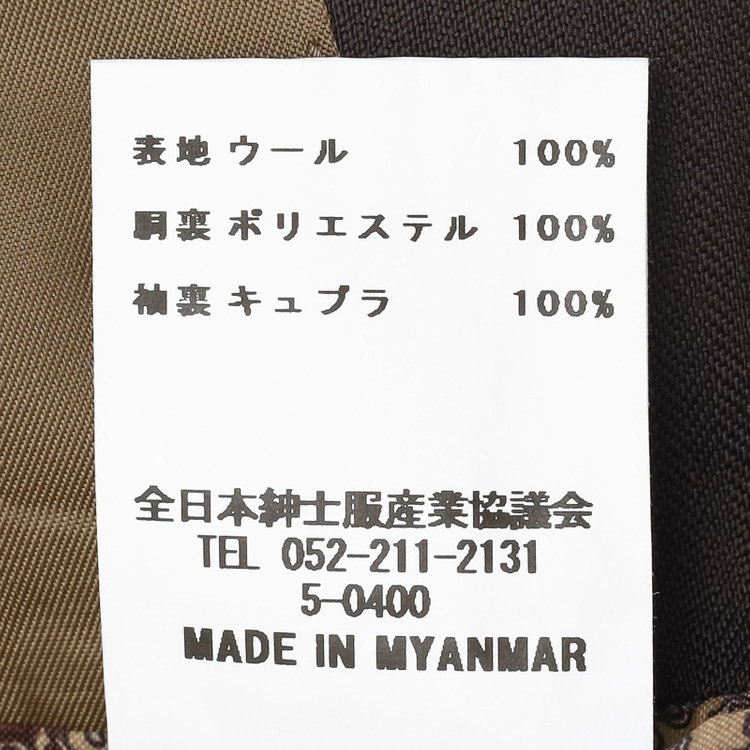 表地 ウール 100%
胴裏 ポリエステル 100%
袖裏 キュプラ 100%
全日本紳士服産業協議会
TEL 052-211-2131
5-0400
MADE IN MYANMAR